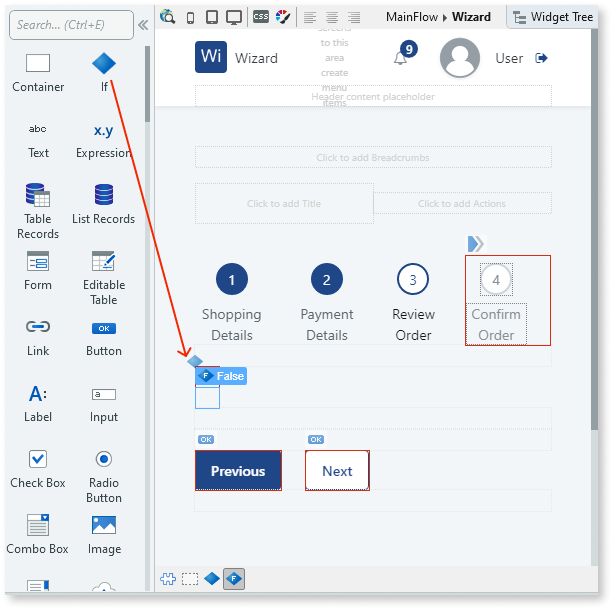 Search... (Ctrl+E)
MainFlow
Wizard
Widget Tree
CSS
Container
If
abc
Text
x.y
Expression
Table
Records
List Records
Form
Editable
Table
Link
OK
Button
A:
Label
a
Input
Check Box
Radio
Button
Combo Box
Image
Wi
Wizard
screens
to this
area
create
menu
items
9
User
Header content placeholder
Click to add Breadcrumbs
Click to add Title
Click to add Actions
1
Shopping
Details
2
Payment
Details
3
Review
Order
4
Confirm
Order
F
False
OK
Previous
OK
Next
F